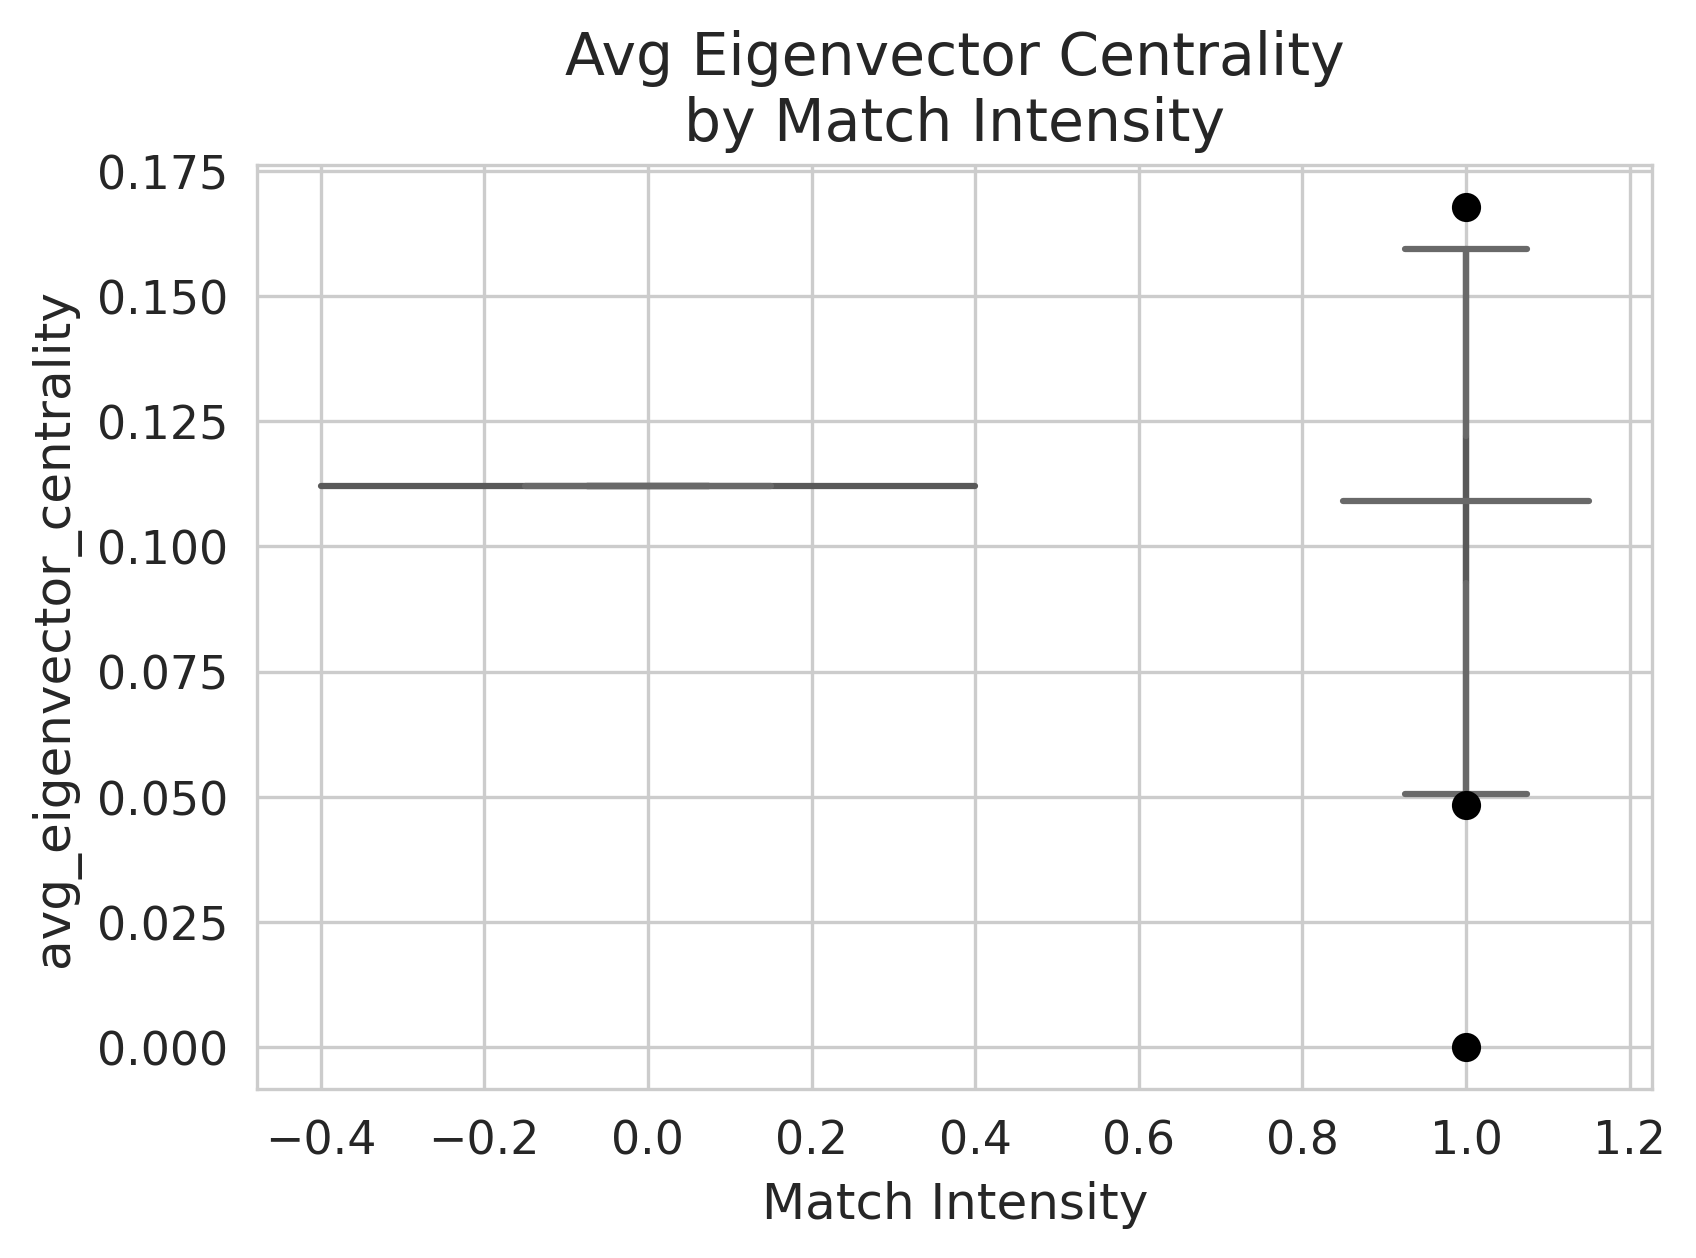 Avg Eigenvector Centrality
by Match Intensity
avg_eigenvector_centrality
0.175
0.150
0.125
0.100
0.075
0.050
0.025
0.000
−0.4 −0.2 0.0 0.2 0.4 0.6 0.8 1.0 1.2
Match Intensity